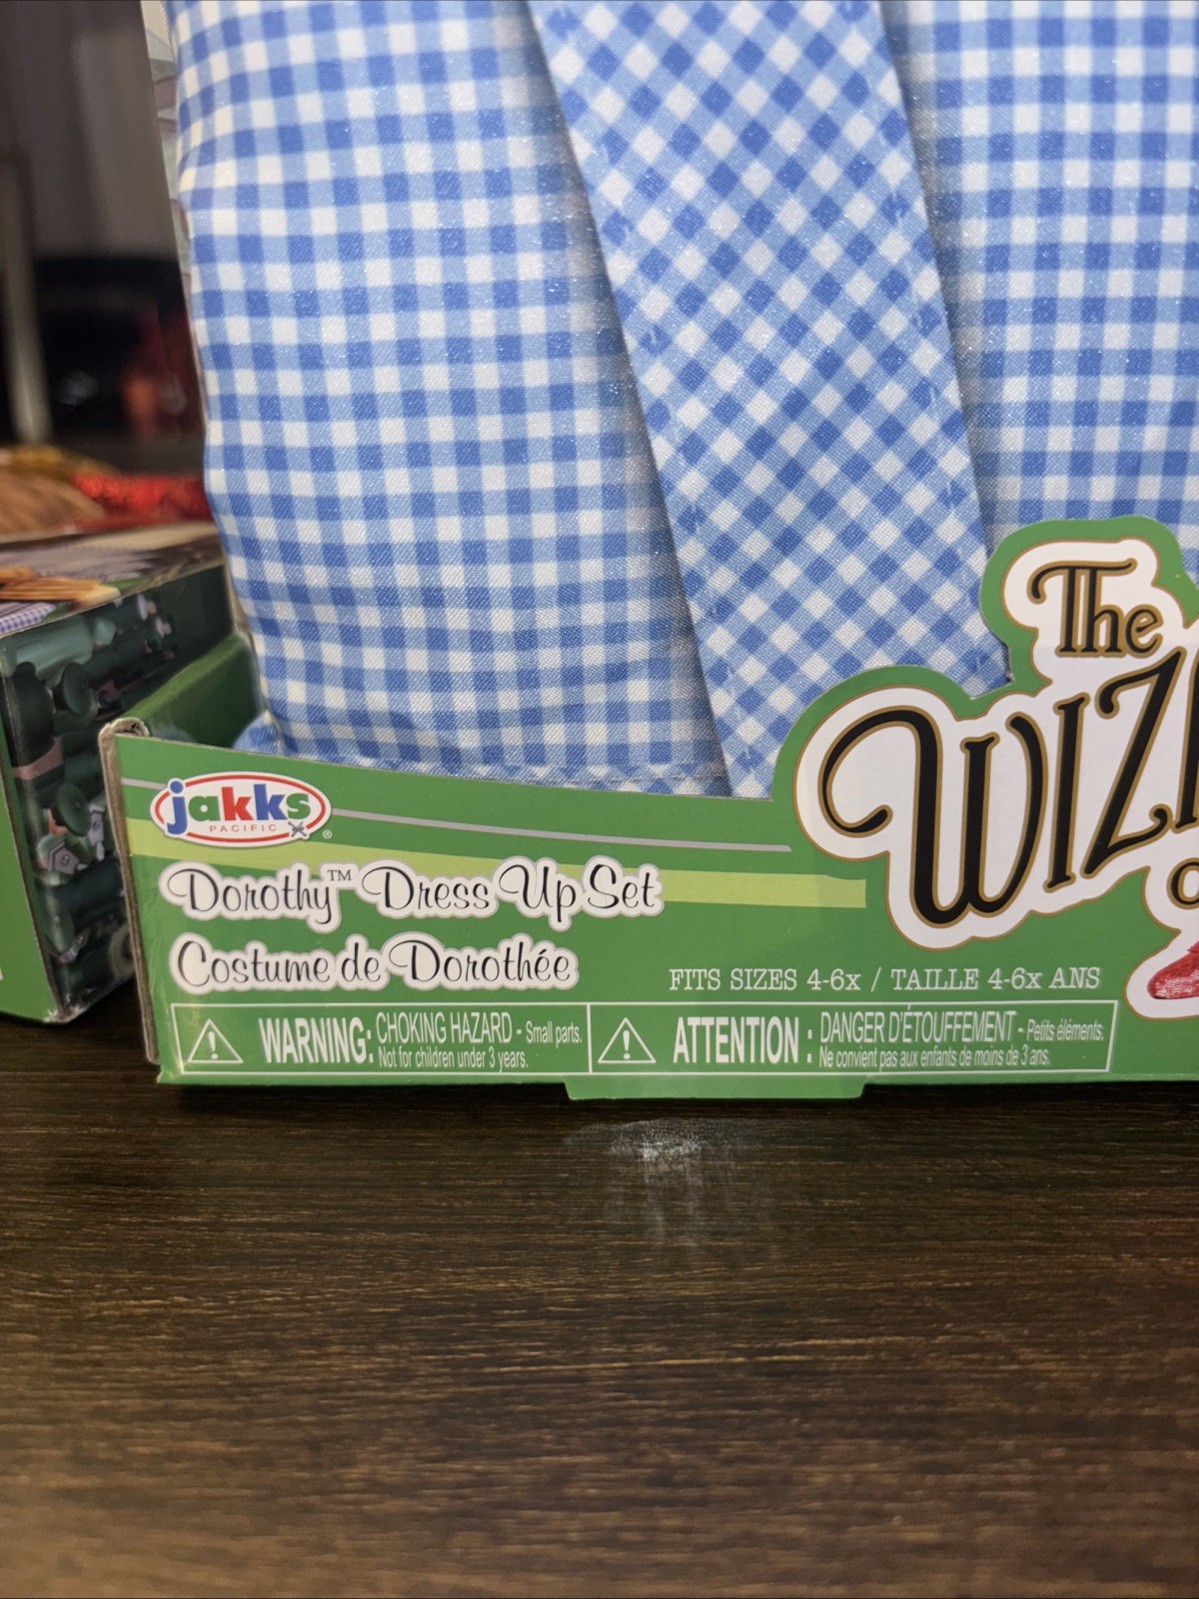 The
WIZ
jakks
PACIFIC
®
Dorothy™ Dress Up Set
Costume de Dorothée
FITS SIZES 4-6x / TAILLE 4-6x ANS
WARNING: CHOKING HAZARD - Small parts.
Not for children under 3 years.
ATTENTION : DANGER D'ÉTOUFFEMENT - Petits éléments.
Ne convient pas aux enfants de moins de 3 ans.